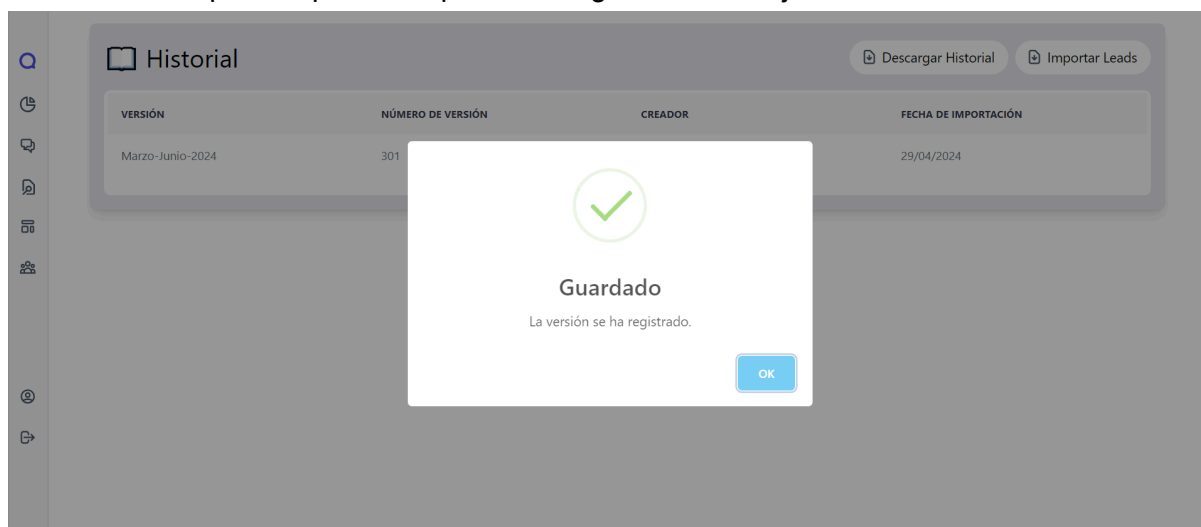 Historial
Descargar Historial
Importar Leads
VERSIÓN NÚMERO DE VERSIÓN CREADOR FECHA DE IMPORTACIÓN
Marzo-Junio-2024 301 29/04/2024
Guardado
La versión se ha registrado.
OK